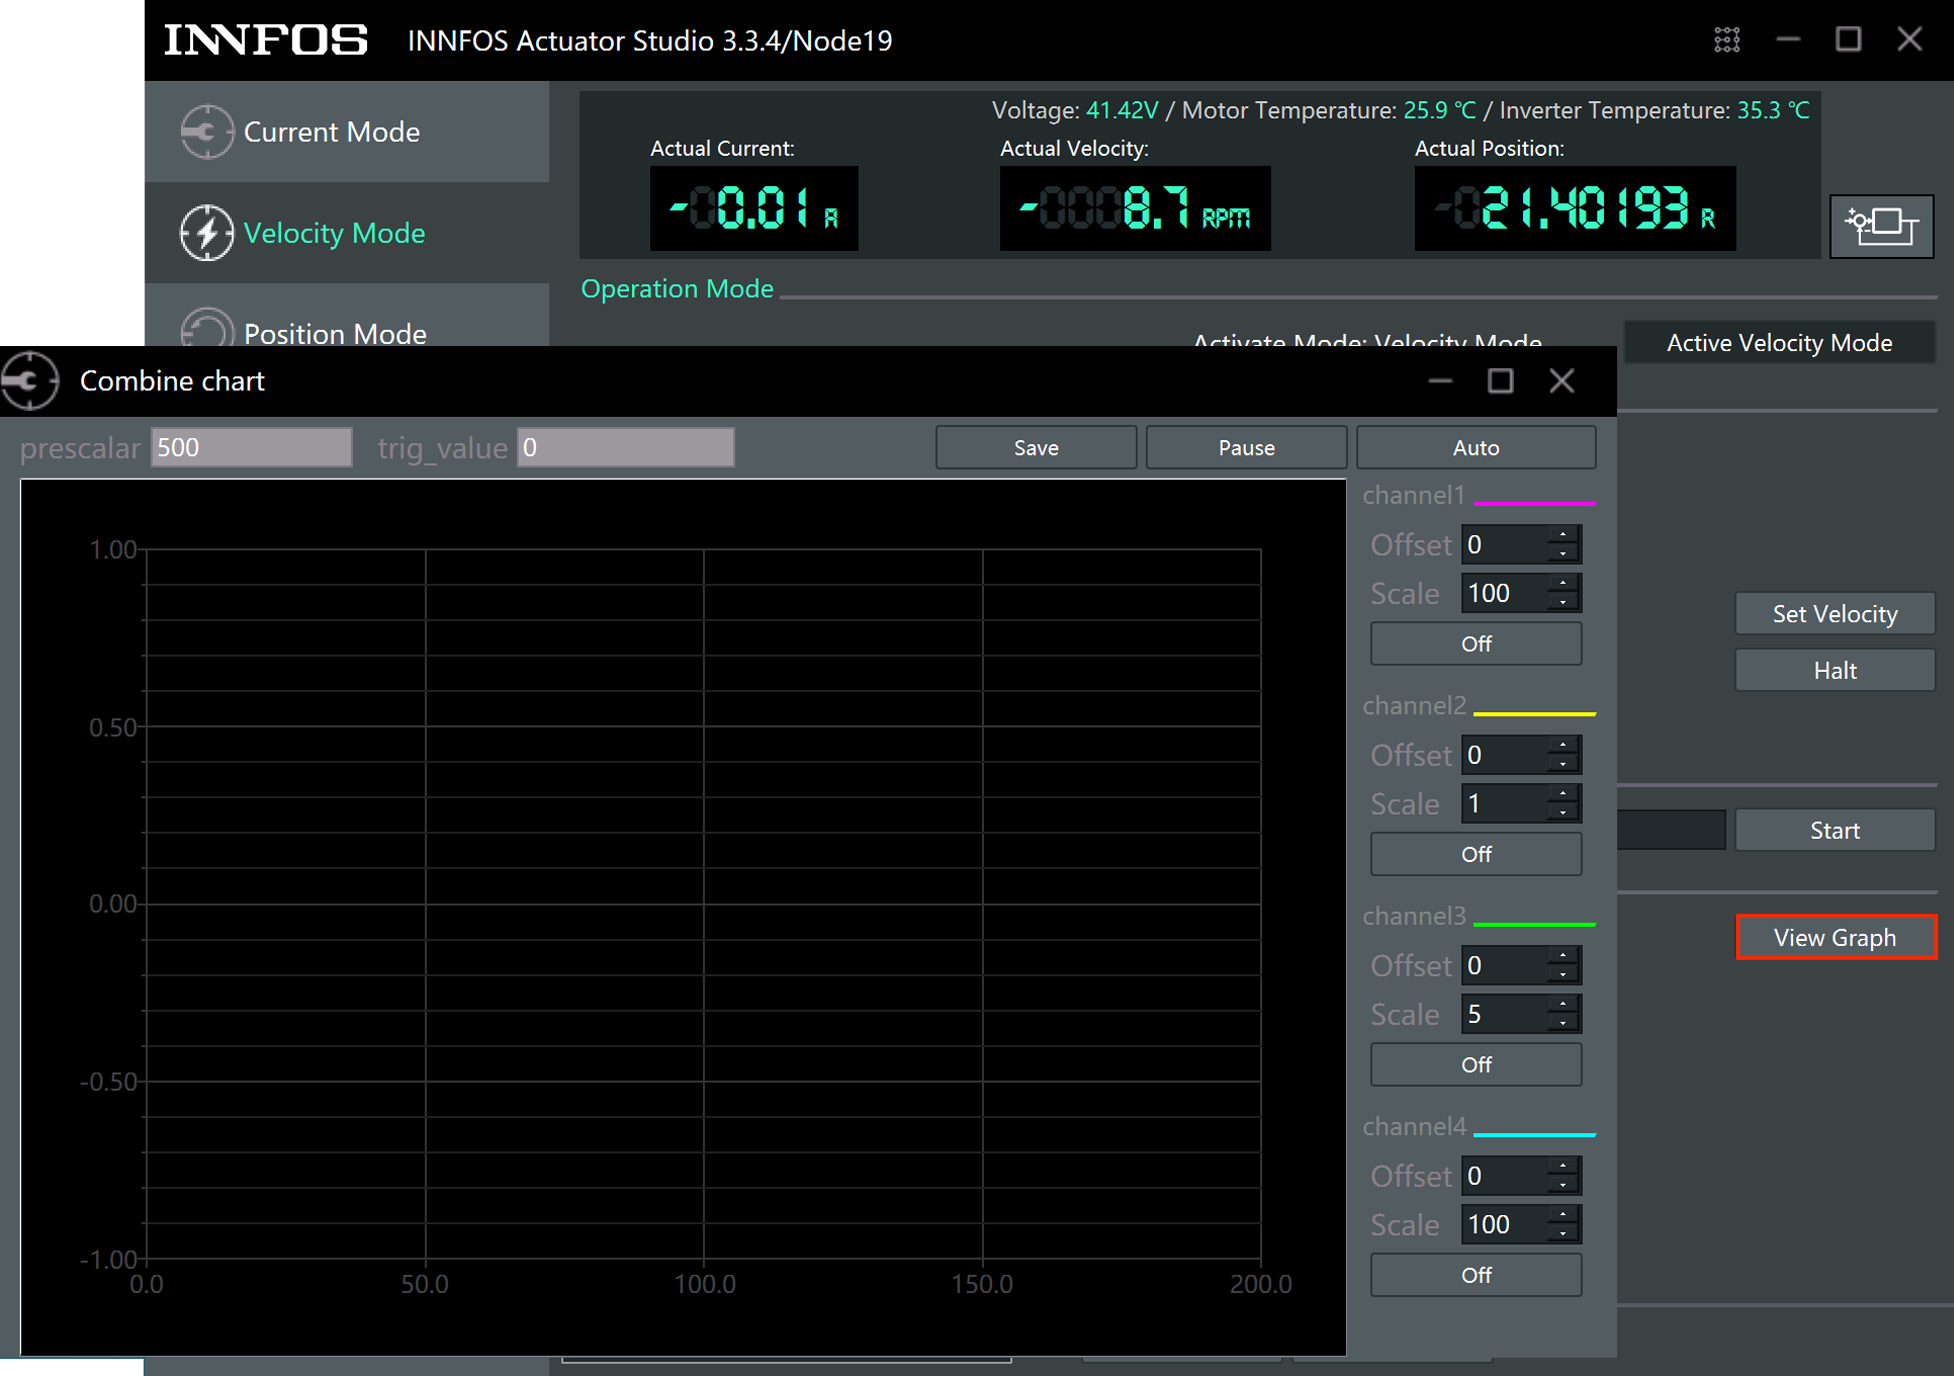 INNFOS INNFOS Actuator Studio 3.3.4/Node19
Current Mode
Velocity Mode
Position Mode
Voltage: 41.42V / Motor Temperature: 25.9 ℃ / Inverter Temperature: 35.3 ℃
Actual Current: Actual Velocity: Actual Position:
-0.01 A -8.7 RPM 21.40193 R
Operation Mode
Activate Mode: Velocity Mode Active Velocity Mode
Combine chart
prescalar 500 trig_value 0 Save Pause Auto
1.00
0.50
0.00
-0.50
-1.00
0.0 50.0 100.0 150.0 200.0
channel1
Offset 0
Scale 100
Off
channel2
Offset 0
Scale 1
Off
channel3
Offset 0
Scale 5
Off
channel4
Offset 0
Scale 100
Off
Set Velocity
Halt
Start
View Graph